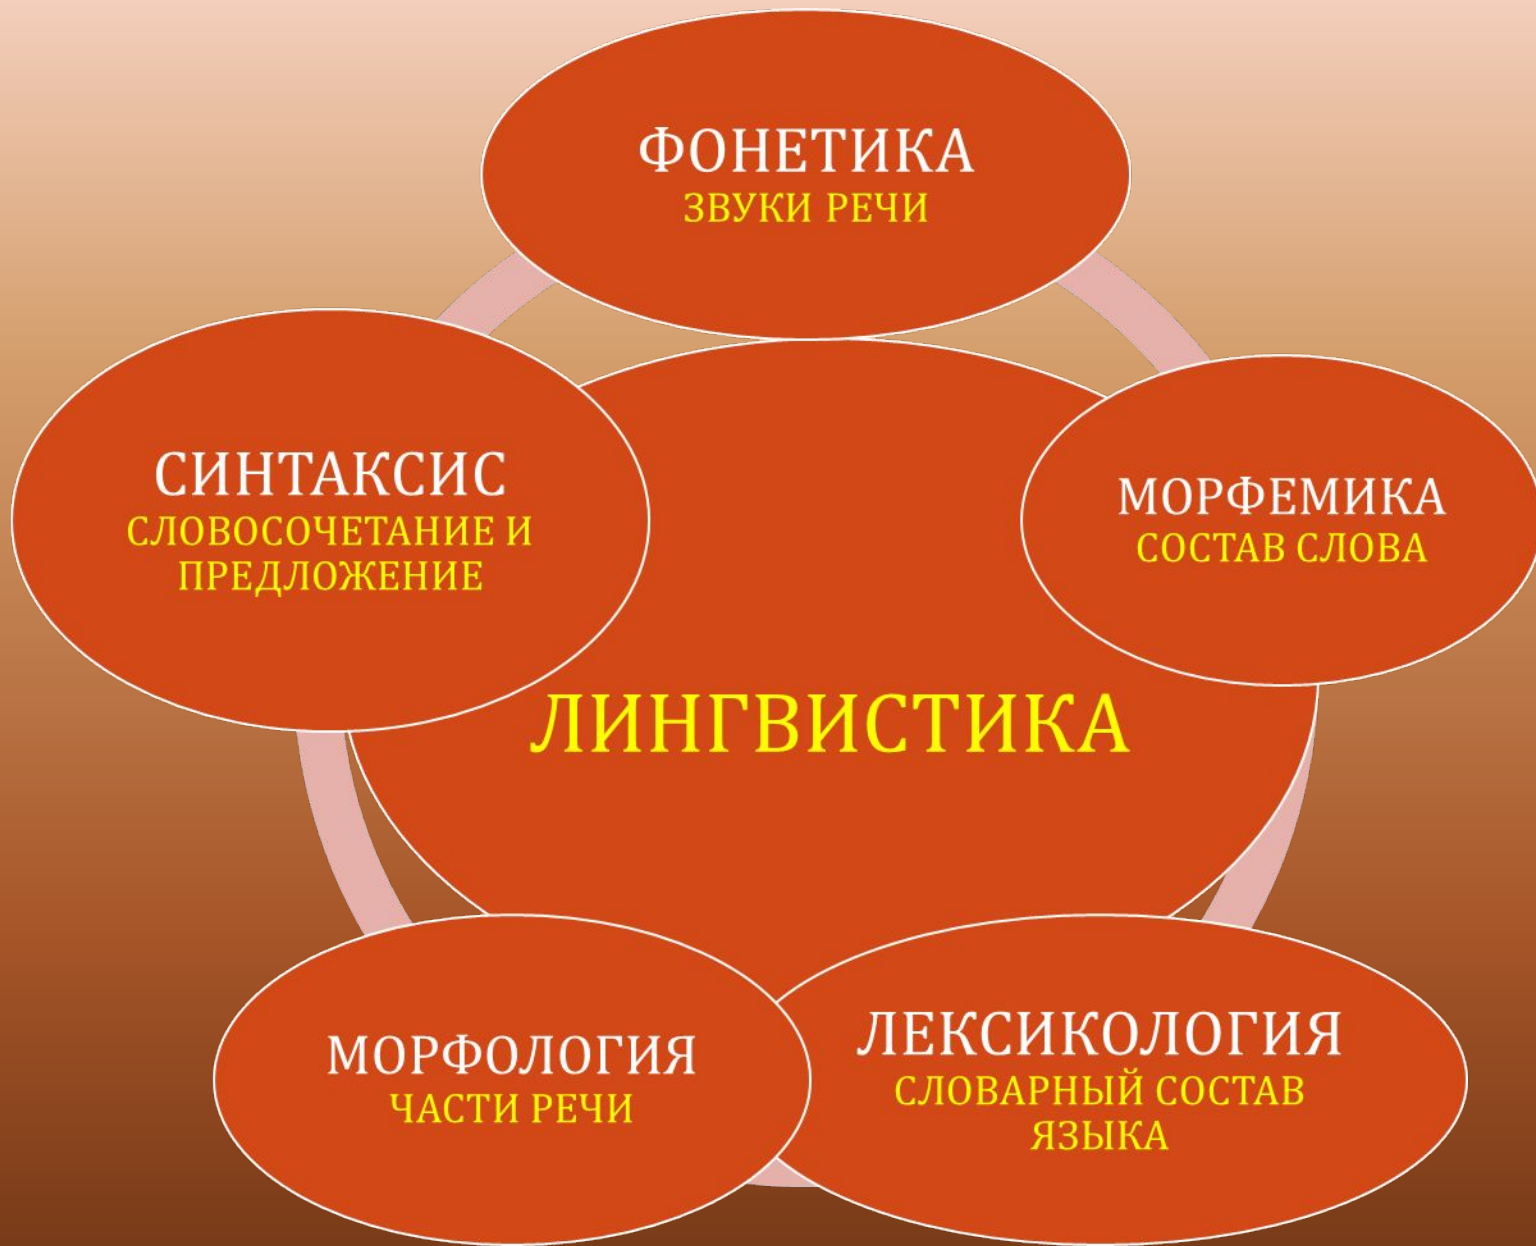 ФОНЕТИКА
ЗВУКИ РЕЧИ
СИНТАКСИС
СЛОВОСОЧЕТАНИЕ И
ПРЕДЛОЖЕНИЕ
МОРФЕМИКА
СОСТАВ СЛОВА
ЛИНГВИСТИКА
МОРФОЛОГИЯ
ЧАСТИ РЕЧИ
ЛЕКСИКОЛОГИЯ
СЛОВАРНЫЙ СОСТАВ
ЯЗЫКА